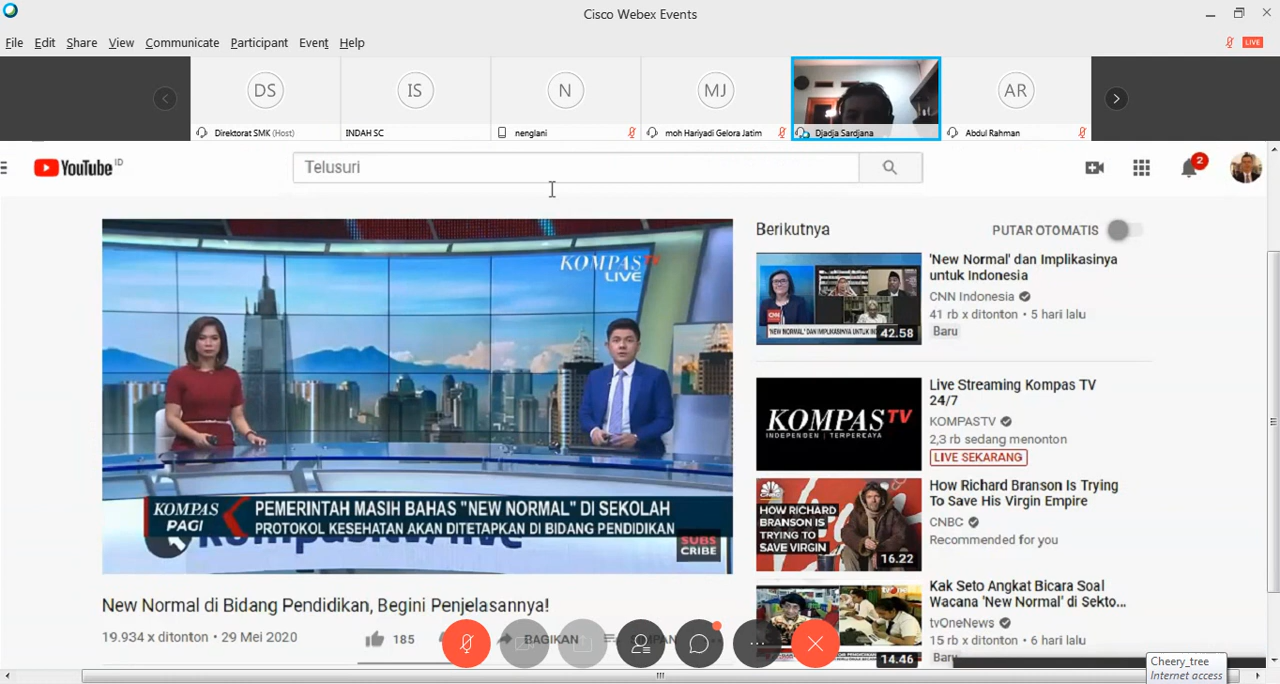 Cisco Webex Events
File Edit Share View Communicate Participant Event Help
LIVE
DS
IS
N
MJ
AR
Direktorat SMK (Host)
INDAH SC
nenglani
moh Hariyadi Gelora Jatim
Djadja Sardjana
Abdul Rahman
YouTube ID
Telusuri
2
KOMPAS TV
LIVE
KOMPAS
PAGI
PEMERINTAH MASIH BAHAS "NEW NORMAL" DI SEKOLAH
PROTOKOL KESEHATAN AKAN DITETAPKAN DI BIDANG PENDIDIKAN
SUBS
CRIBE
New Normal di Bidang Pendidikan, Begini Penjelasannya!
19.934 x ditonton • 29 Mei 2020
185
BAGIKAN
Berikutnya
PUTAR OTOMATIS
CNN
42.58
'New Normal' dan Implikasinya
untuk Indonesia
CNN Indonesia
41 rb x ditonton • 5 hari lalu
Baru
KOMPAS TV
INDEPENDEN | TERPERCAYA
Live Streaming Kompas TV
24/7
KOMPASTV
2,3 rb sedang menonton
LIVE SEKARANG
CNBC
HOW RICHARD
BRANSON IS
TRYING TO
SAVE VIRGIN
16.22
How Richard Branson Is Trying
To Save His Virgin Empire
CNBC
Recommended for you
14.46
Kak Seto Angkat Bicara Soal
Wacana 'New Normal' di Sekto...
tvOneNews
15 rb x ditonton • 6 hari lalu
Baru
Cheery_tree
Internet access